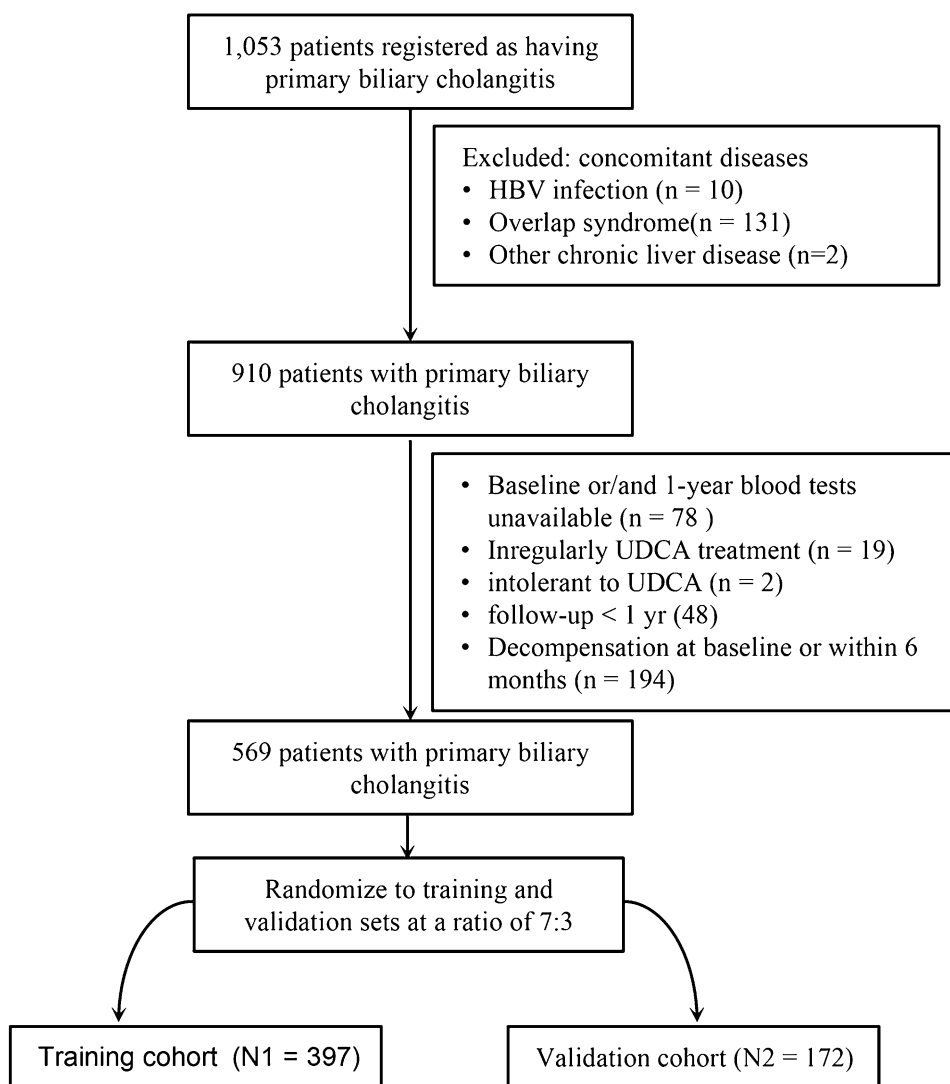 1,053 patients registered as having
primary biliary cholangitis
Excluded: concomitant diseases
• HBV infection (n = 10)
• Overlap syndrome(n = 131)
• Other chronic liver disease (n=2)
910 patients with primary biliary
cholangitis
• Baseline or/and 1-year blood tests
unavailable (n = 78 )
• Inregularly UDCA treatment (n = 19)
• intolerant to UDCA (n = 2)
• follow-up < 1 yr (48)
• Decompensation at baseline or within 6
months (n = 194)
569 patients with primary biliary
cholangitis
Randomize to training and
validation sets at a ratio of 7:3
Training cohort (N1 = 397)
Validation cohort (N2 = 172)